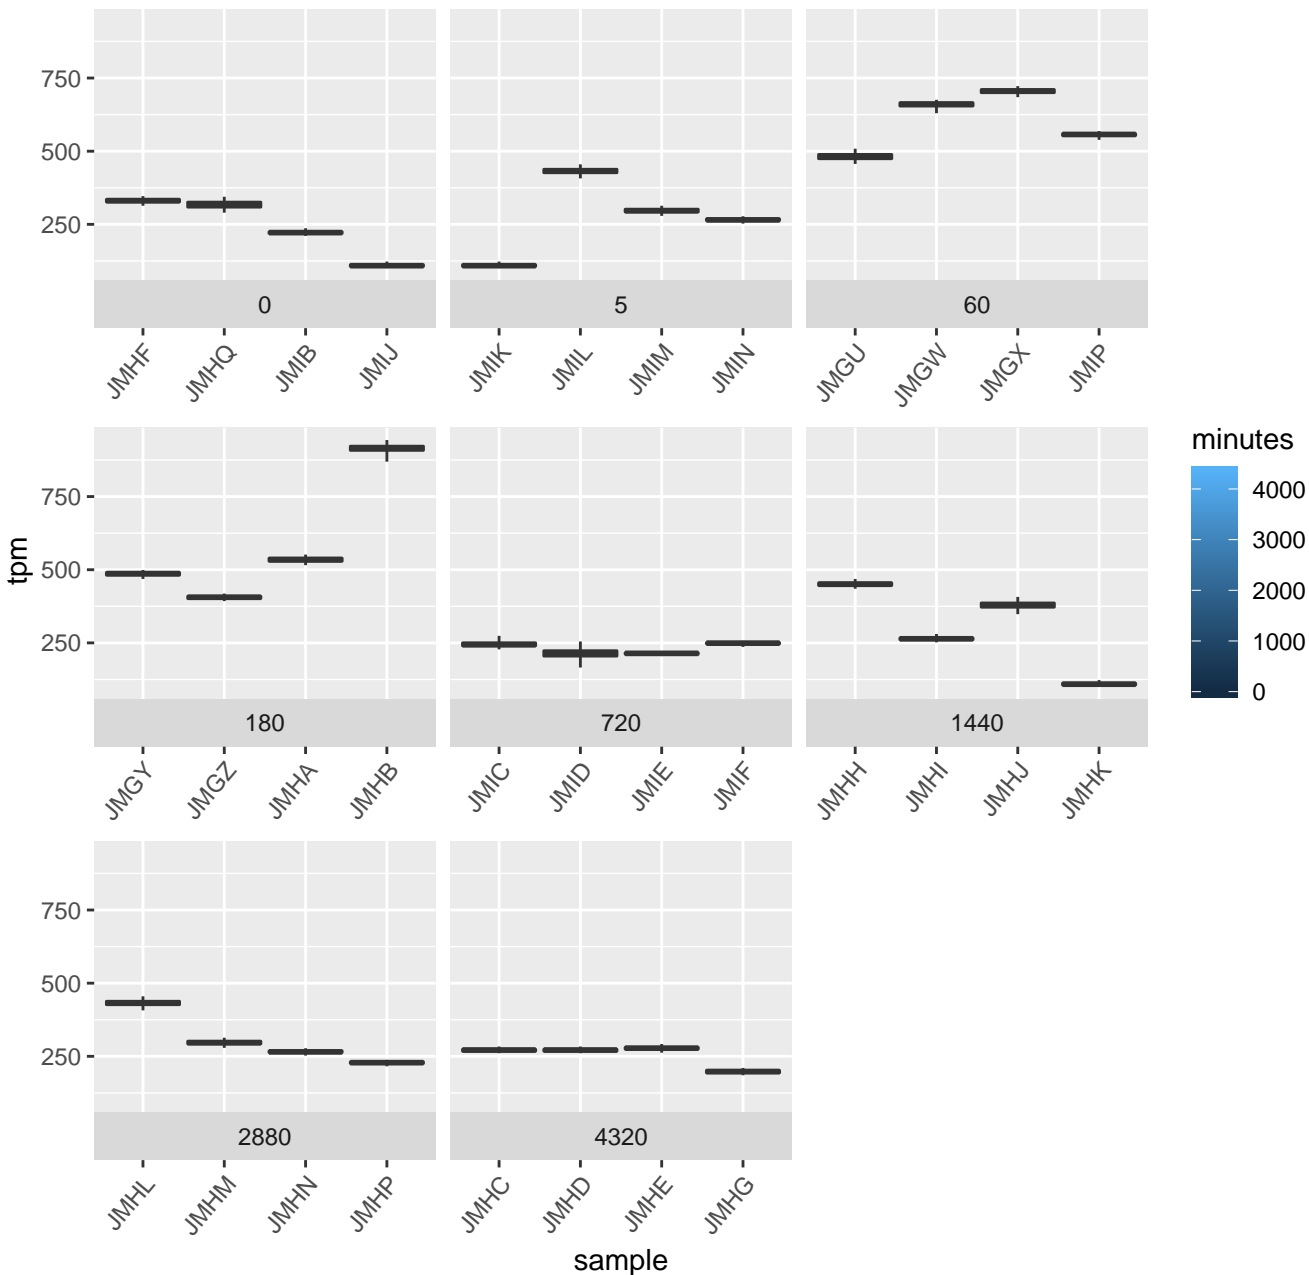 750
500
250
0
5
60
JMHF
JMHQ
JMIB
JMIJ
JMIK
JMIL
JMIM
JMIN
JMGU
JMGW
JMGX
JMIP
tpm
750
500
250
180
720
1440
JMGY
JMGZ
JMHA
JMHB
JMIC
JMID
JMIE
JMIF
JMHH
JMHI
JMHJ
JMHK
minutes
4000
3000
2000
1000
0
750
500
250
2880
4320
JMHL
JMHM
JMHN
JMHP
JMHC
JMHD
JMHE
JMHG
sample